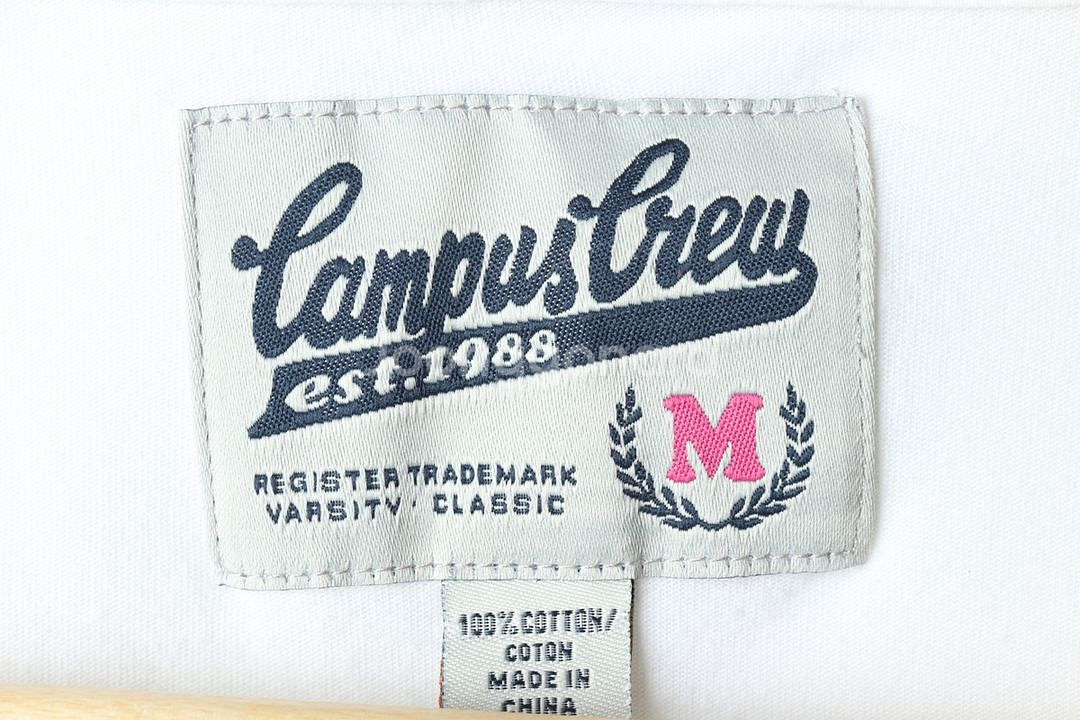 Campus Crew
est.1988
M
REGISTER TRADEMARK
VARSITY · CLASSIC
100% COTTON/
COTON
MADE IN
CHINA